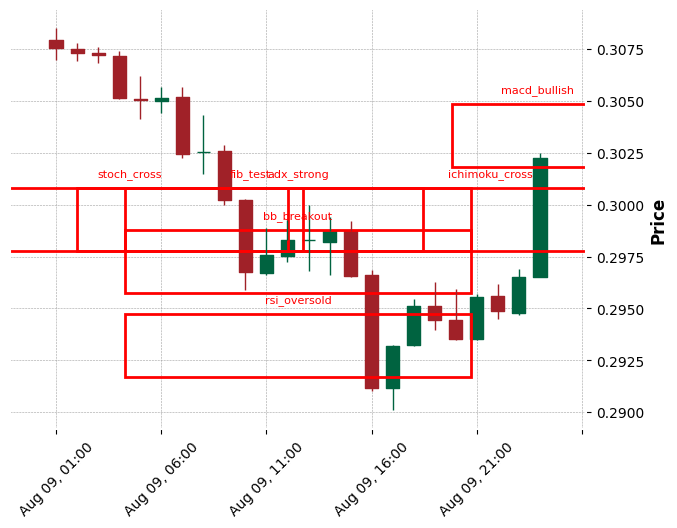 0.3075
macd_bullish
0.3050
0.3025
stoch_cross
fib_test
adx_strong
ichimoku_cross
0.3000
bb_breakout
0.2975
rsi_oversold
0.2950
0.2925
0.2900
Price
Aug 09, 01:00
Aug 09, 06:00
Aug 09, 11:00
Aug 09, 16:00
Aug 09, 21:00